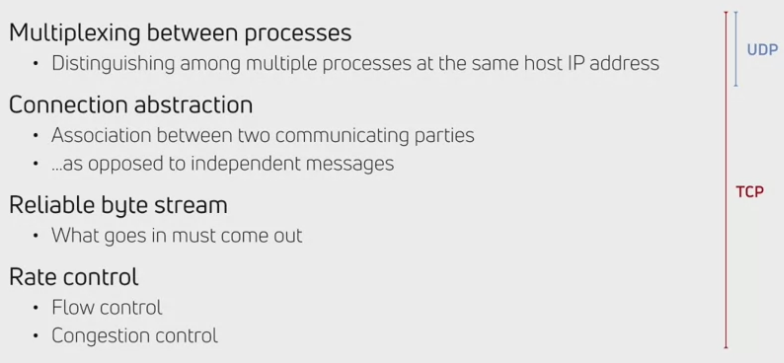 Multiplexing between processes
• Distinguishing among multiple processes at the same host IP address
UDP
Connection abstraction
• Association between two communicating parties
• ...as opposed to independent messages
TCP
Reliable byte stream
• What goes in must come out
Rate control
• Flow control
• Congestion control